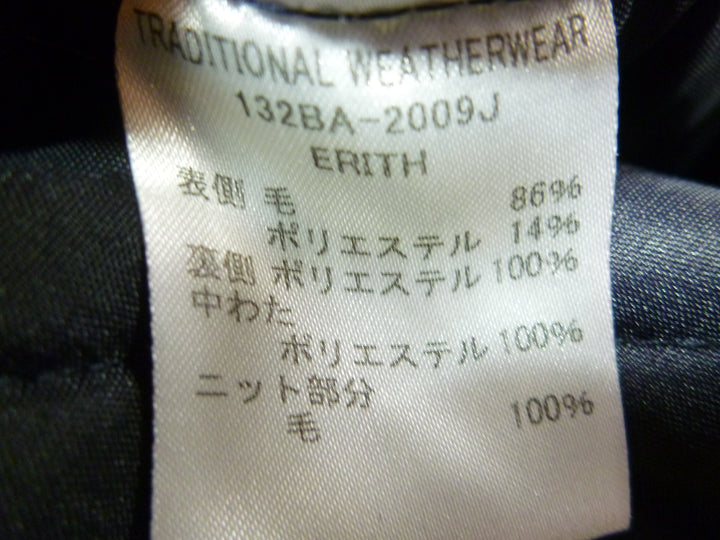 TRADITIONAL WEATHERWEAR
132BA-2009J
ERITH
表側 毛 86%
ポリエステル 14%
裏側 ポリエステル 100%
中わた
ポリエステル 100%
ニット部分
毛 100%